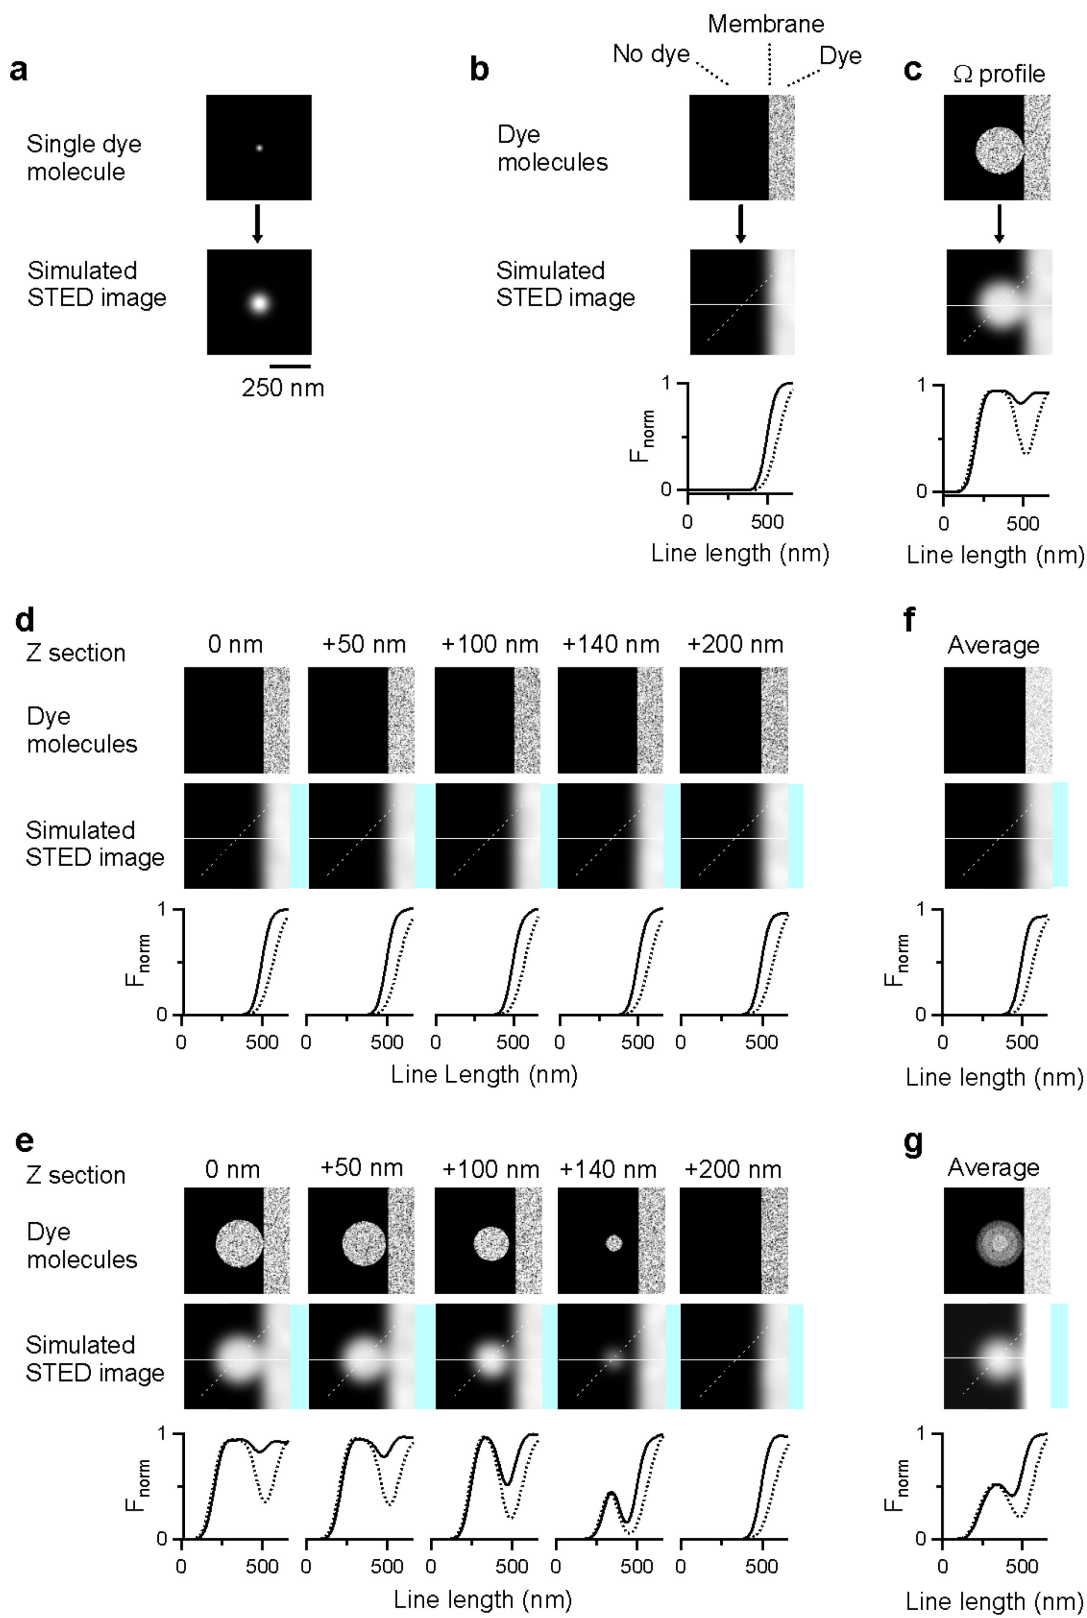 a
Single dye
molecule
Simulated
STED image
250 nm
b
No dye
Membrane
Dye
Dye
molecules
Simulated
STED image
1
F_norm
0
0 500
Line length (nm)
c
Ω profile
1
0
0 500
Line length (nm)
d
Z section 0 nm +50 nm +100 nm +140 nm +200 nm
Dye
molecules
Simulated
STED image
1
F_norm
0
0 500 0 500 0 500 0 500 0 500
Line Length (nm)
f
Average
1
F_norm
0
0 500
Line length (nm)
e
Z section 0 nm +50 nm +100 nm +140 nm +200 nm
Dye
molecules
Simulated
STED image
1
F_norm
0
0 500 0 500 0 500 0 500 0 500
Line length (nm)
g
Average
1
F_norm
0
0 500
Line length (nm)